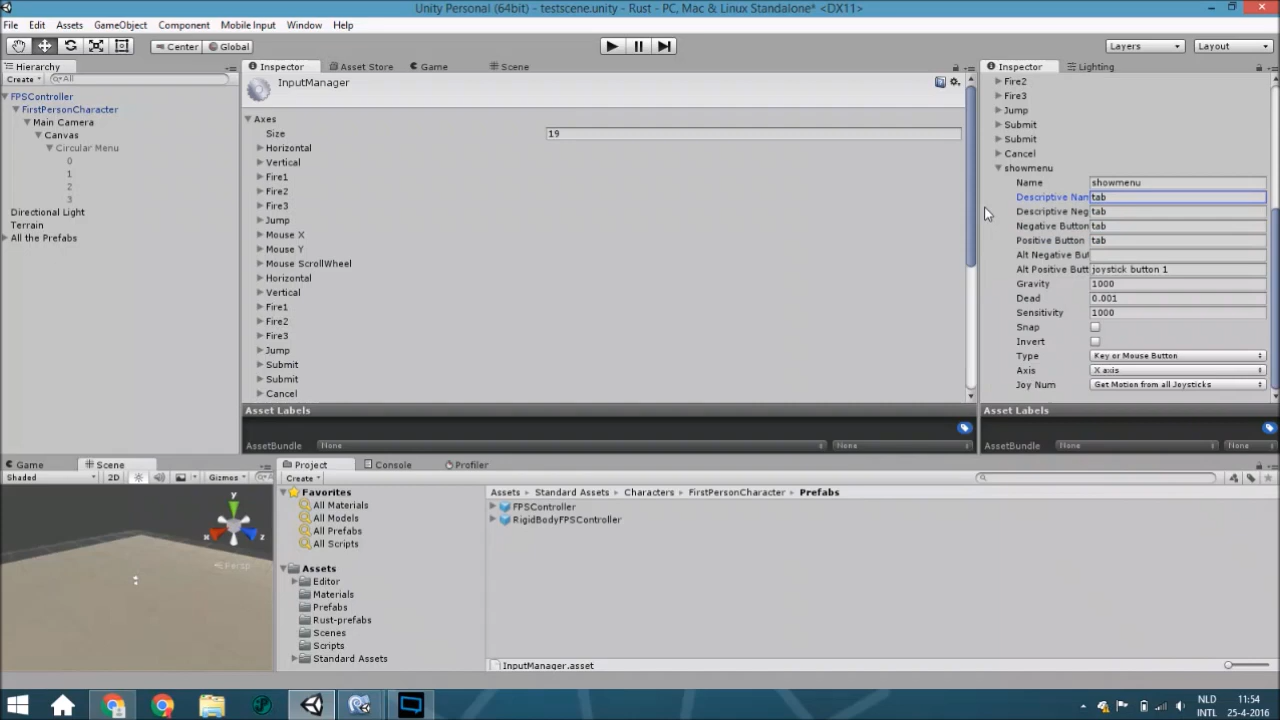 Unity Personal (64bit) - testscene.unity - Rust - PC, Mac & Linux Standalone* <DX11>
File Edit Assets GameObject Component Mobile Input Window Help
Center Global Layers Layout
Hierarchy Inspector Asset Store Game Scene Inspector Lighting
Create All InputManager Fire2
FPSController Fire3
FirstPersonCharacter Axes Jump
Main Camera Size 19 Submit
Canvas Horizontal Submit
Circular Menu Vertical Cancel
0 Fire1 showmenu
1 Fire2 Name showmenu
2 Fire3 Descriptive Nam tab
3 Jump Descriptive Neg tab
Directional Light Mouse X Negative Button tab
Terrain Mouse Y Positive Button tab
All the Prefabs Mouse ScrollWheel Alt Negative But
Horizontal Alt Positive Butt joystick button 1
Vertical Gravity 1000
Fire1 Dead 0.001
Fire2 Sensitivity 1000
Fire3 Snap
Jump Invert
Submit Type Key or Mouse Button
Submit Axis X axis
Cancel Joy Num Get Motion from all Joysticks
Asset Labels Asset Labels
AssetBundle None None AssetBundle None None
Game Scene Project Console Profiler
Shaded 2D Gizmos Create
Favorites Assets Standard Assets Characters FirstPersonCharacter Prefabs
All Materials FPSController
All Models RigidBodyFPSController
All Prefabs
All Scripts
y
x z
Persp
Assets
Editor
Materials
Prefabs
Rust-prefabs
Scenes
Scripts
Standard Assets InputManager.asset
NLD 11:54
INTL 25-4-2016